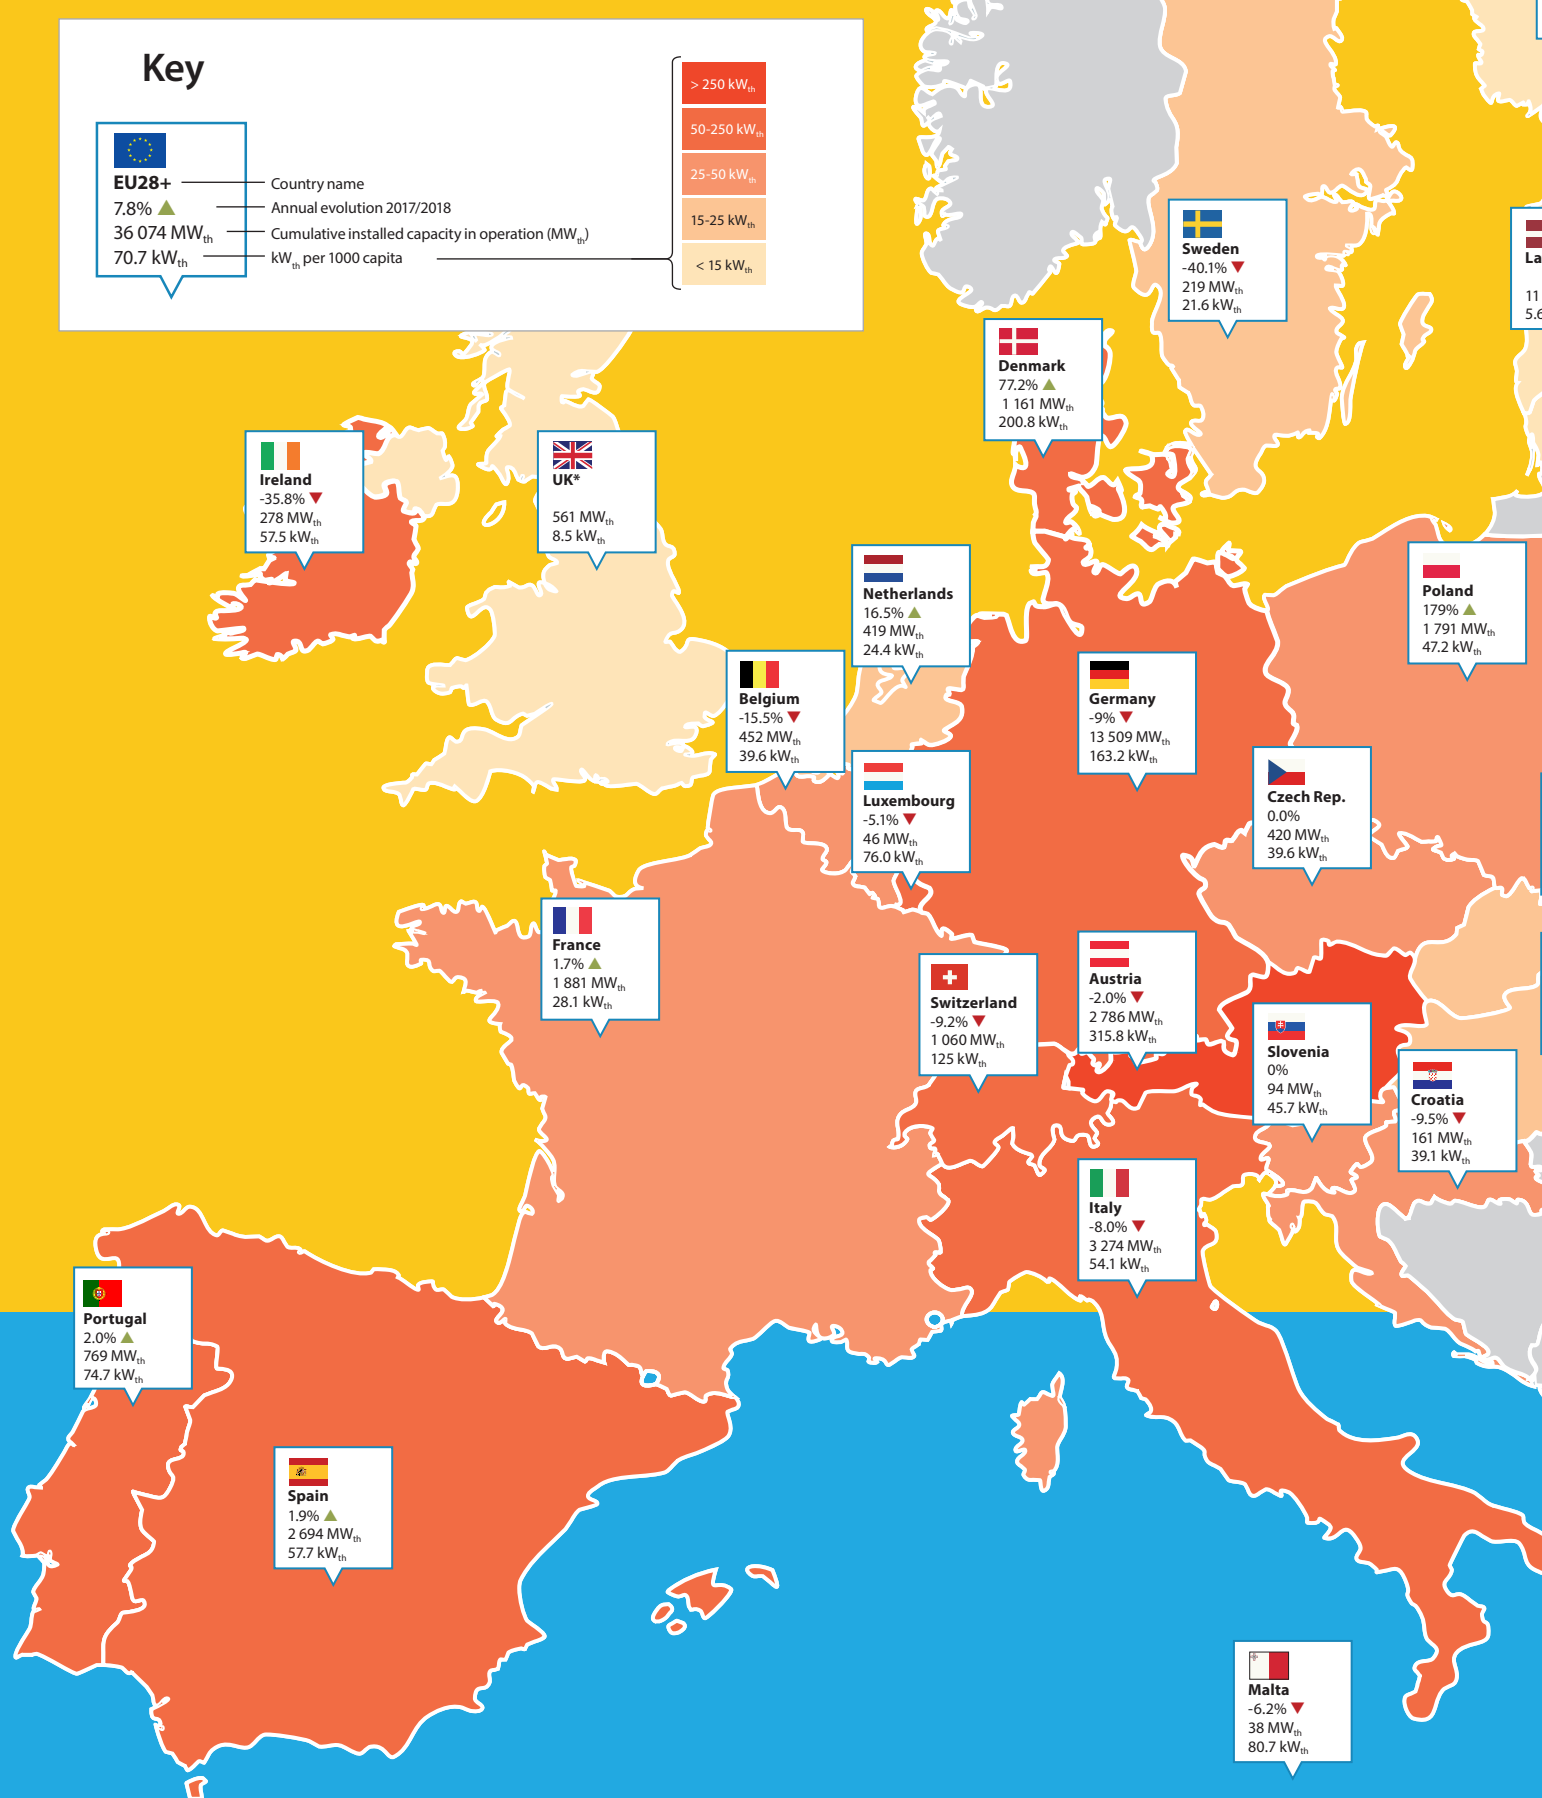 Key
EU28+
7.8%
36 074 MWth
70.7 kWth
Country name
Annual evolution 2017/2018
Cumulative installed capacity in operation (MWth)
kWth per 1000 capita
> 250 kWth
50-250 kWth
25-50 kWth
15-25 kWth
< 15 kWth
Sweden
-40.1%
219 MWth
21.6 kWth
La
11
5.6
Denmark
77.2%
1 161 MWth
200.8 kWth
Ireland
-35.8%
278 MWth
57.5 kWth
UK*
561 MWth
8.5 kWth
Netherlands
16.5%
419 MWth
24.4 kWth
Poland
179%
1 791 MWth
47.2 kWth
Belgium
-15.5%
452 MWth
39.6 kWth
Germany
-9%
13 509 MWth
163.2 kWth
Luxembourg
-5.1%
46 MWth
76.0 kWth
Czech Rep.
0.0%
420 MWth
39.6 kWth
France
1.7%
1 881 MWth
28.1 kWth
Switzerland
-9.2%
1 060 MWth
125 kWth
Austria
-2.0%
2 786 MWth
315.8 kWth
Slovenia
0%
94 MWth
45.7 kWth
Croatia
-9.5%
161 MWth
39.1 kWth
Italy
-8.0%
3 274 MWth
54.1 kWth
Portugal
2.0%
769 MWth
74.7 kWth
Spain
1.9%
2 694 MWth
57.7 kWth
Malta
-6.2%
38 MWth
80.7 kWth